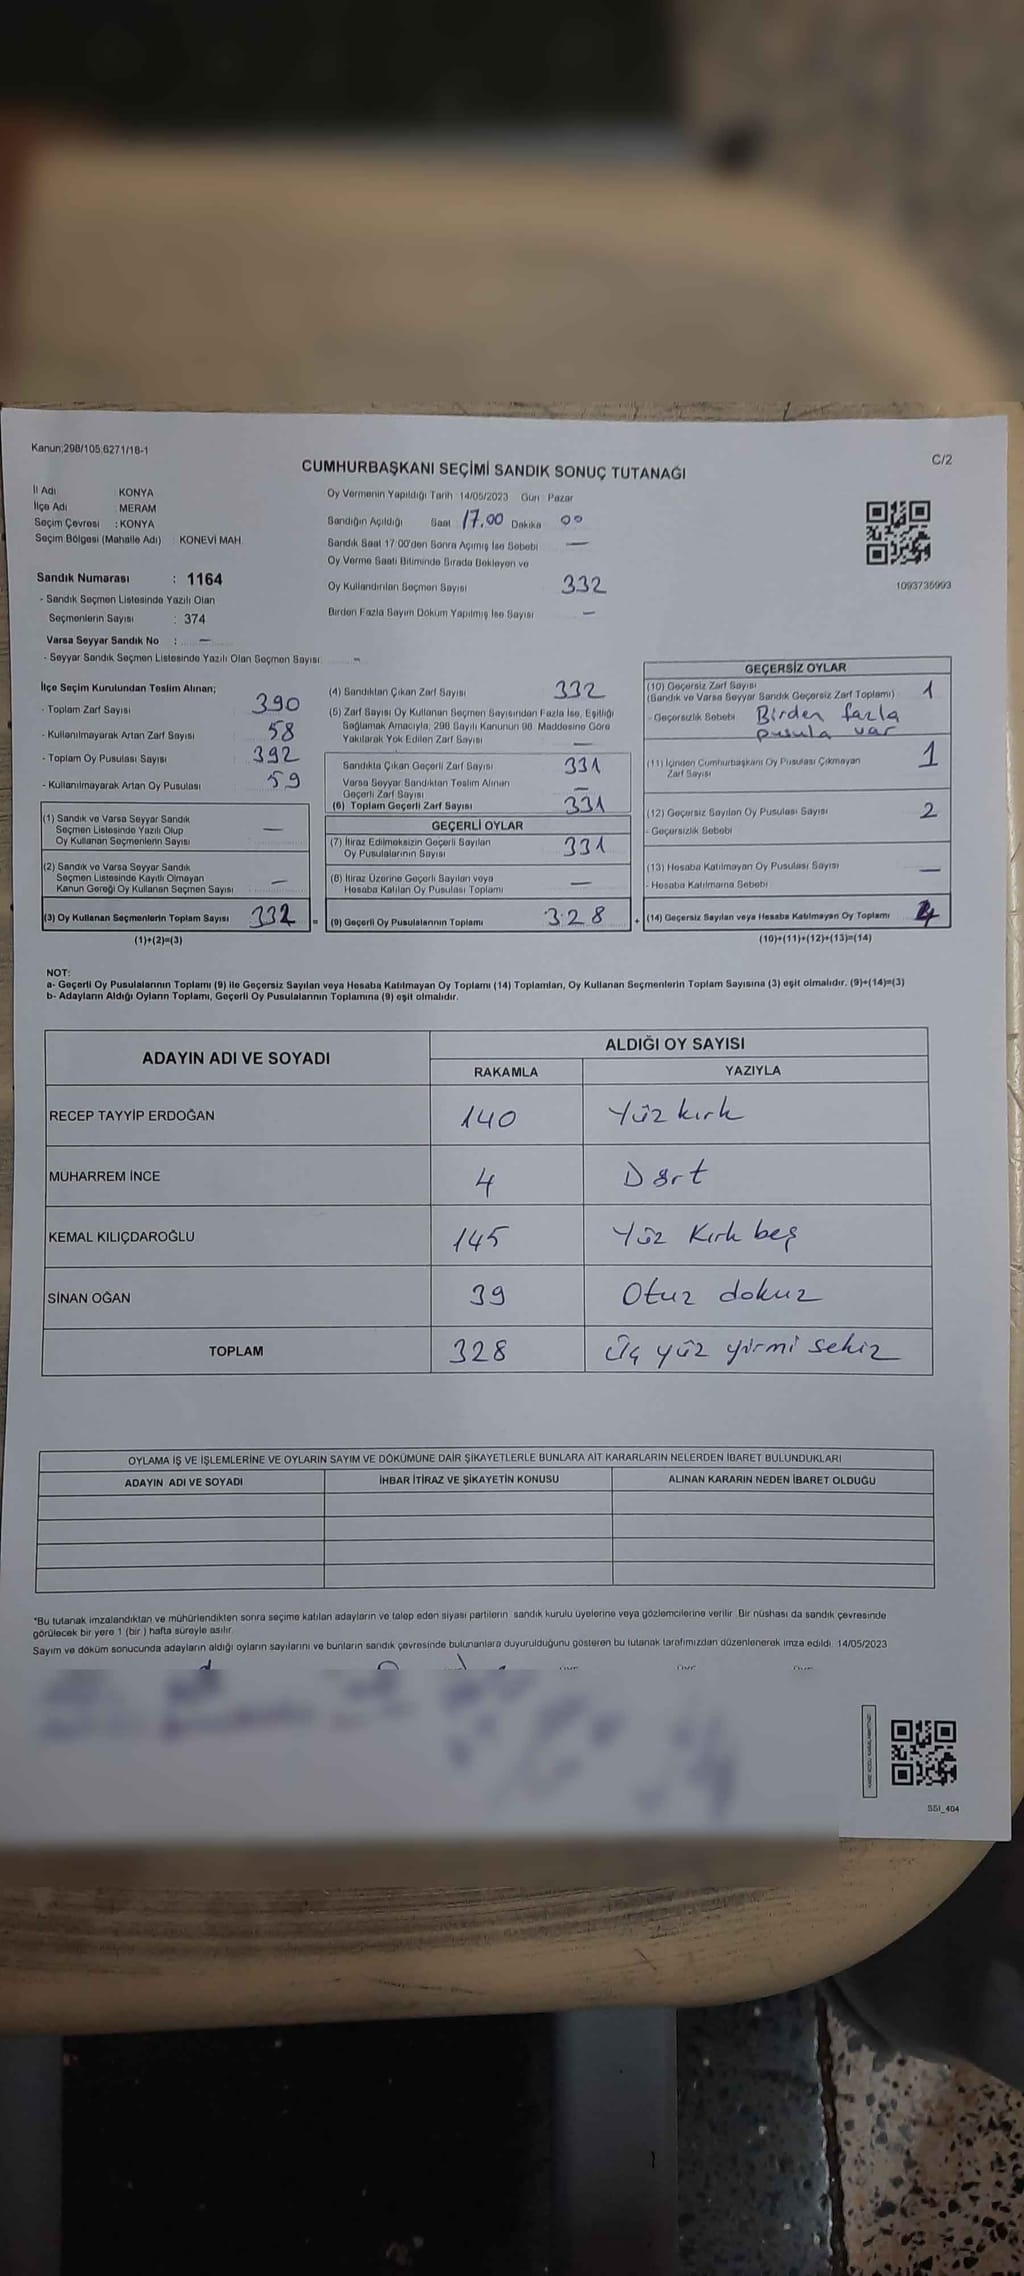 Kanun;298/105,6271/18-1
C/2
CUMHURBAŞKANI SEÇİMİ SANDIK SONUÇ TUTANAĞI
İl Adı : KONYA
İlçe Adı : MERAM
Seçim Çevresi : KONYA
Seçim Bölgesi (Mahalle Adı) : KONEVİ MAH.
Sandık Numarası : 1164
- Sandık Seçmen Listesinde Yazılı Olan
Seçmenlerin Sayısı : 374
Varsa Seyyar Sandık No : —
- Seyyar Sandık Seçmen Listesinde Yazılı Olan Seçmen Sayısı: –
Oy Vermenin Yapıldığı Tarih :14/05/2023 Gün : Pazar
Sandığın Açıldığı Saat 17.00 Dakika 00
Sandık Saat 17:00'den Sonra Açımış İse Sebebi —
Oy Verme Saati Bitiminde Sırada Bekleyen ve
Oy Kullandırılan Seçmen Sayısı 332
Birden Fazla Sayım Döküm Yapılmış İse Sayısı –
1093735993
İlçe Seçim Kurulundan Teslim Alınan;
- Toplam Zarf Sayısı 390
- Kullanılmayarak Artan Zarf Sayısı 58
- Toplam Oy Pusulası Sayısı 392
- Kullanılmayarak Artan Oy Pusulası 59
(1) Sandık ve Varsa Seyyar Sandık
Seçmen Listesinde Yazılı Olup
Oy Kullanan Seçmenlerin Sayısı —
(2) Sandık ve Varsa Seyyar Sandık
Seçmen Listesinde Kayıtlı Olmayan
Kanun Gereği Oy Kullanan Seçmen Sayısı —
(3) Oy Kullanan Seçmenlerin Toplam Sayısı 332 =
(1)+(2)=(3)
(4) Sandıktan Çıkan Zarf Sayısı 332
(5) Zarf Sayısı Oy Kullanan Seçmen Sayısından Fazla İse, Eşitliği
Sağlamak Amacıyla, 298 Sayılı Kanunun 98. Maddesine Göre
Yakılarak Yok Edilen Zarf Sayısı —
Sandıkta Çıkan Geçerli Zarf Sayısı 331
Varsa Seyyar Sandıktan Teslim Alınan
Geçerli Zarf Sayısı –
(6) Toplam Geçerli Zarf Sayısı 331
GEÇERLİ OYLAR
(7) İtiraz Edilmeksizin Geçerli Sayılan
Oy Pusulalarının Sayısı 331
(8) İtiraz Üzerine Geçerli Sayılan veya
Hesaba Katılan Oy Pusulası Toplamı —
(9) Geçerli Oy Pusulalarının Toplamı 328 +
GEÇERSİZ OYLAR
(10) Geçersiz Zarf Sayısı 1
(Sandık ve Varsa Seyyar Sandık Geçersiz Zarf Toplamı)
- Geçersizlik Sebebi Birden fazla
pusula var
(11) İçinden Cumhurbaşkanı Oy Pusulası Çıkmayan
Zarf Sayısı 1
(12) Geçersiz Sayılan Oy Pusulası Sayısı 2
- Geçersizlik Sebebi
(13) Hesaba Katılmayan Oy Pusulası Sayısı —
- Hesaba Katılmama Sebebi
(14) Geçersiz Sayılan veya Hesaba Katılmayan Oy Toplamı 4
(10)+(11)+(12)+(13)=(14)
NOT:
a- Geçerli Oy Pusulalarının Toplamı (9) ile Geçersiz Sayılan veya Hesaba Katılmayan Oy Toplamı (14) Toplamları, Oy Kullanan Seçmenlerin Toplam Sayısına (3) eşit olmalıdır. (9)+(14)=(3)
b- Adayların Aldığı Oyların Toplamı, Geçerli Oy Pusulalarının Toplamına (9) eşit olmalıdır.
ADAYIN ADI VE SOYADI
ALDIĞI OY SAYISI
RAKAMLA YAZIYLA
RECEP TAYYİP ERDOĞAN 140 Yüz kırk
MUHARREM İNCE 4 Dört
KEMAL KILIÇDAROĞLU 145 Yüz Kırk beş
SİNAN OĞAN 39 Otuz dokuz
TOPLAM 328 Üç yüz yirmi sekiz
OYLAMA İŞ VE İŞLEMLERİNE VE OYLARIN SAYIM VE DÖKÜMÜNE DAİR ŞİKAYETLERLE BUNLARA AİT KARARLARIN NELERDEN İBARET BULUNDUKLARI
ADAYIN ADI VE SOYADI İHBAR İTİRAZ VE ŞİKAYETİN KONUSU ALINAN KARARIN NEDEN İBARET OLDUĞU
*Bu tutanak imzalandıktan ve mühürlendikten sonra seçime katılan adayların ve talep eden siyasi partilerin sandık kurulu üyelerine veya gözlemcilerine verilir. Bir nüshası da sandık çevresinde
görülecek bir yere 1 (bir ) hafta süreyle asılır.
Sayım ve döküm sonucunda adayların aldığı oyların sayılarını ve bunların sandık çevresinde bulunanlara duyurulduğunu gösteren bu tutanak tarafımızdan düzenlenerek imza edildi. 14/05/2023
SSI_404